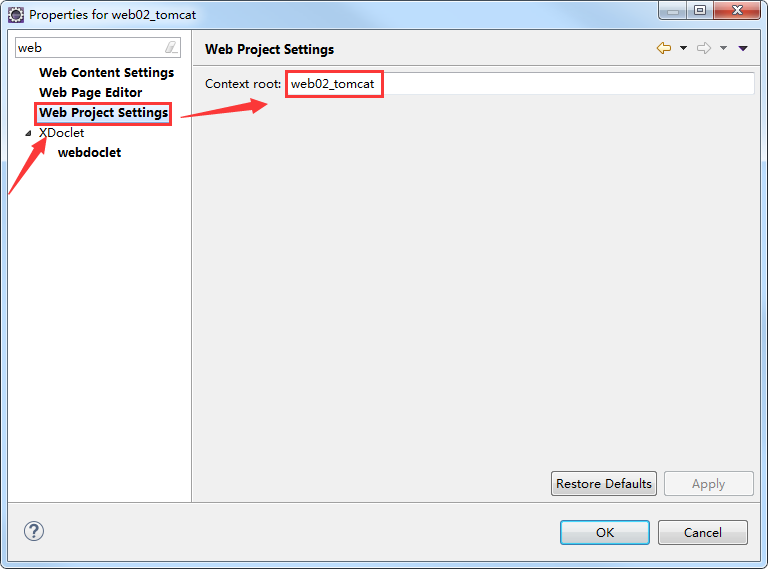 Properties for web02_tomcat
web
Web Content Settings
Web Page Editor
Web Project Settings
XDoclet
webdoclet
Web Project Settings
Context root: web02_tomcat
Restore Defaults
Apply
?
OK
Cancel